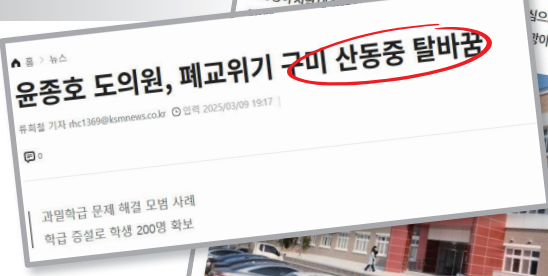 홈 > 뉴스
윤종호 도의원, 폐교위기 구미 산동중 탈바꿈
류희철 기자 rhc1369@ksmnews.co.kr 입력 2025/03/09 19:17
0
과밀학급 문제 해결 모범 사례
학급 증설로 학생 200명 확보